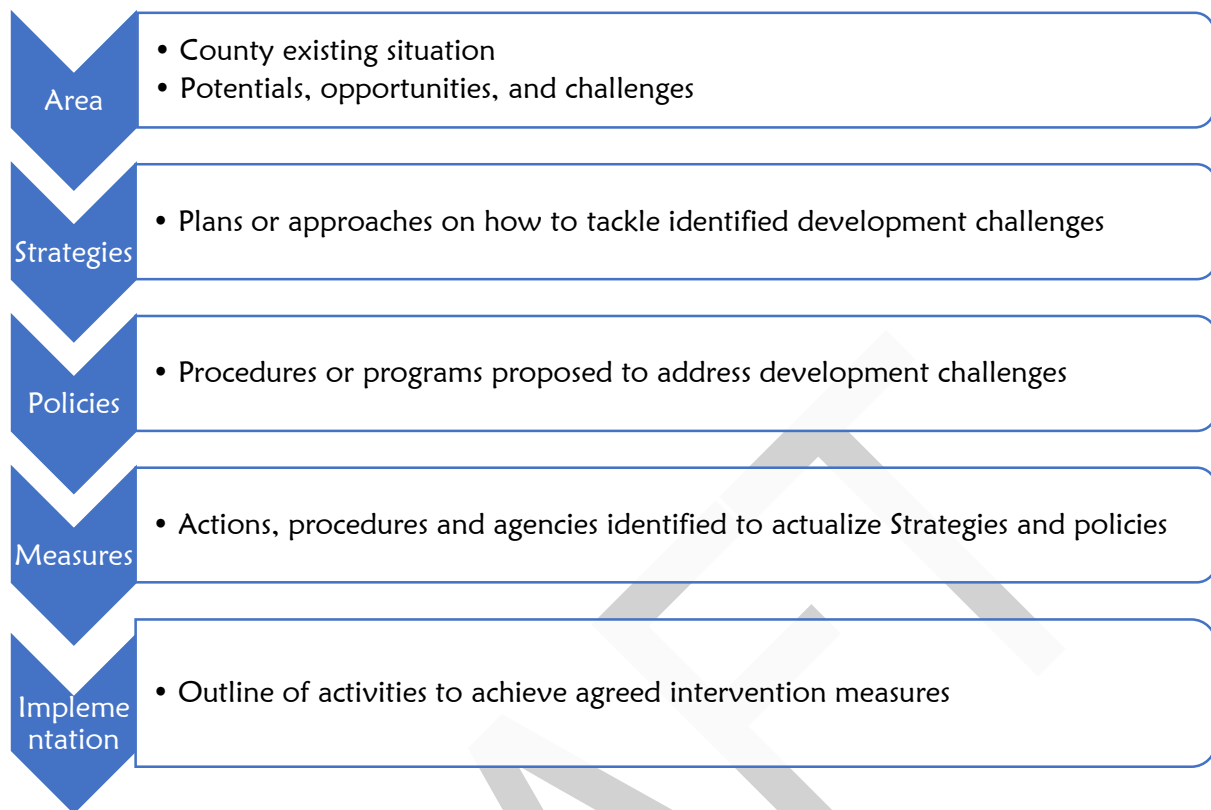 Area
• County existing situation
• Potentials, opportunities, and challenges
Strategies
• Plans or approaches on how to tackle identified development challenges
Policies
• Procedures or programs proposed to address development challenges
Measures
• Actions, procedures and agencies identified to actualize Strategies and policies
Impleme
ntation
• Outline of activities to achieve agreed intervention measures
AFT